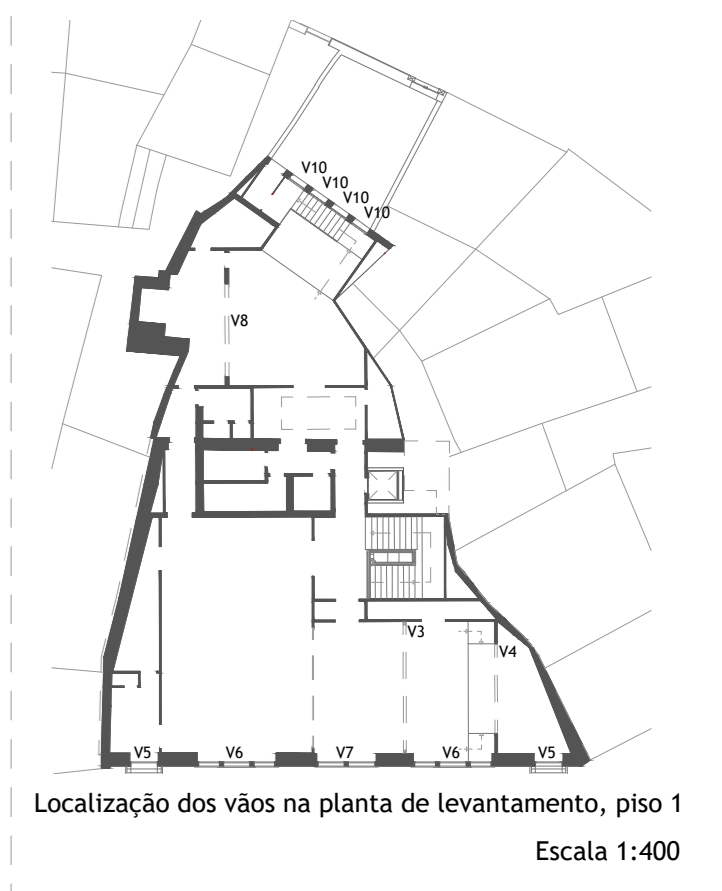 V10
V10
V10
V10
V8
V3
V4
V5
V6
V7
V6
V5
Localização dos vãos na planta de levantamento, piso 1
Escala 1:400